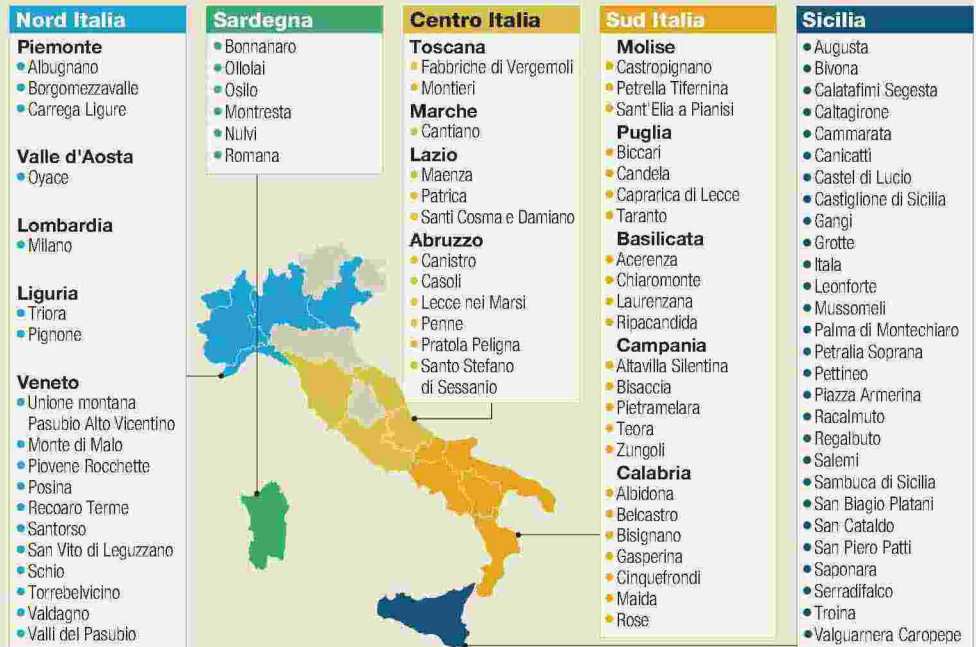 Nord Italia
Piemonte
Albugnano
Borgomezzavalle
Carrega Ligure
Valle d'Aosta
Oyace
Lombardia
Milano
Liguria
Triora
Pignone
Veneto
Unione montana
Pasubio Alto Vicentino
Monte di Malo
Piovene Rocchette
Posina
Recoaro Terme
Santorso
San Vito di Leguzzano
Schio
Torrebelvicino
Valdagno
Valli del Pasubio
Sardegna
Bonnanaro
Ollolai
Osilo
Montresta
Nulvi
Romana
Centro Italia
Toscana
Fabbriche di Vergemoli
Montieri
Marche
Cantiano
Lazio
Maenza
Patrica
Santi Cosma e Damiano
Abruzzo
Canistro
Casoli
Lecce nei Marsi
Penne
Pratola Peligna
Santo Stefano
di Sessanio
Sud Italia
Molise
Castropignano
Petrella Tifernina
Sant'Elia a Pianisi
Puglia
Biccari
Candela
Caprarica di Lecce
Taranto
Basilicata
Acerenza
Chiaromonte
Laurenzana
Ripacandida
Campania
Altavilla Silentina
Bisaccia
Pietramelara
Teora
Zungoli
Calabria
Albidona
Belcastro
Bisignano
Gasperina
Cinquefrondi
Maida
Rose
Sicilia
Augusta
Bivona
Calatafimi Segesta
Caltagirone
Cammarata
Canicattì
Castel di Lucio
Castiglione di Sicilia
Gangi
Grotte
Itala
Leonforte
Mussomeli
Palma di Montechiaro
Petralia Soprana
Pettineo
Piazza Armerina
Racalmuto
Regalbuto
Salemi
Sambuca di Sicilia
San Biagio Platani
San Cataldo
San Piero Patti
Saponara
Serradifalco
Troina
Valguarnera Caropepe